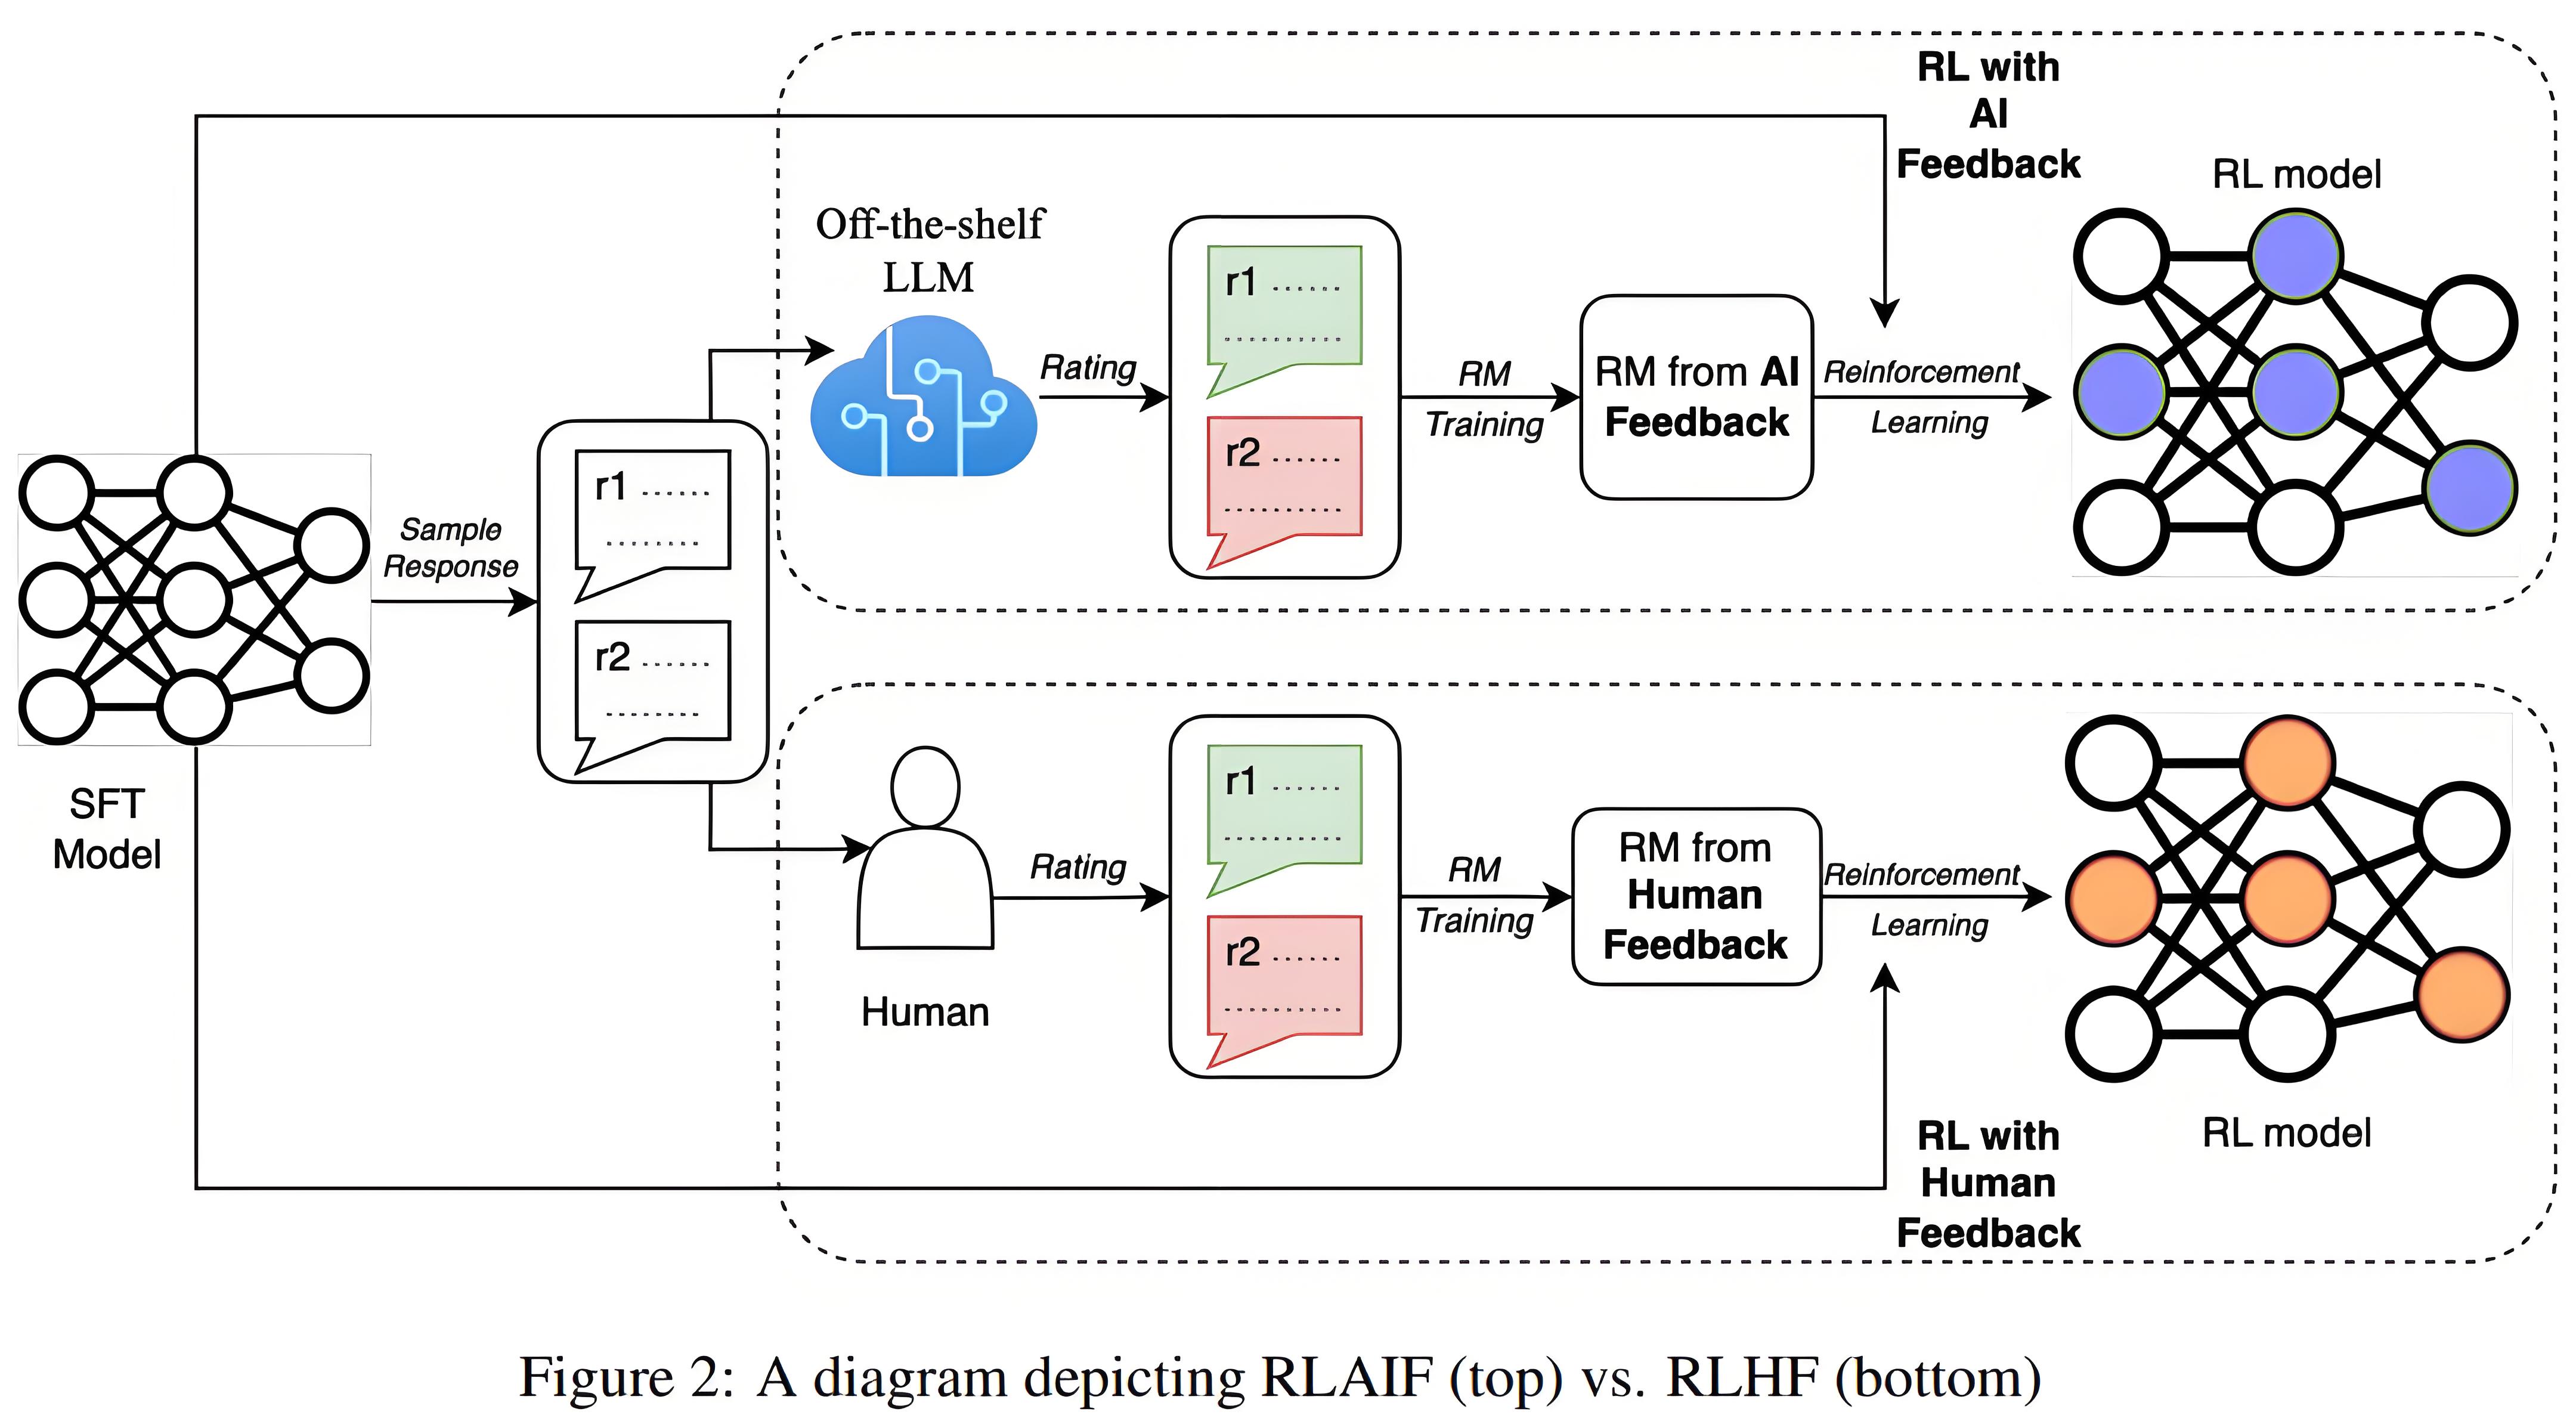 SFT
Model
Sample
Response
r1 ......
.........
r2 ......
.........
RL with
AI
Feedback
Off-the-shelf
LLM
Rating
r1 ......
..........
r2 ......
..........
RM
Training
RM from AI
Feedback
Reinforcement
Learning
RL model
Human
Rating
r1 ......
..........
r2 ......
..........
RM
Training
RM from
Human
Feedback
Reinforcement
Learning
RL model
RL with
Human
Feedback
Figure 2: A diagram depicting RLAIF (top) vs. RLHF (bottom)